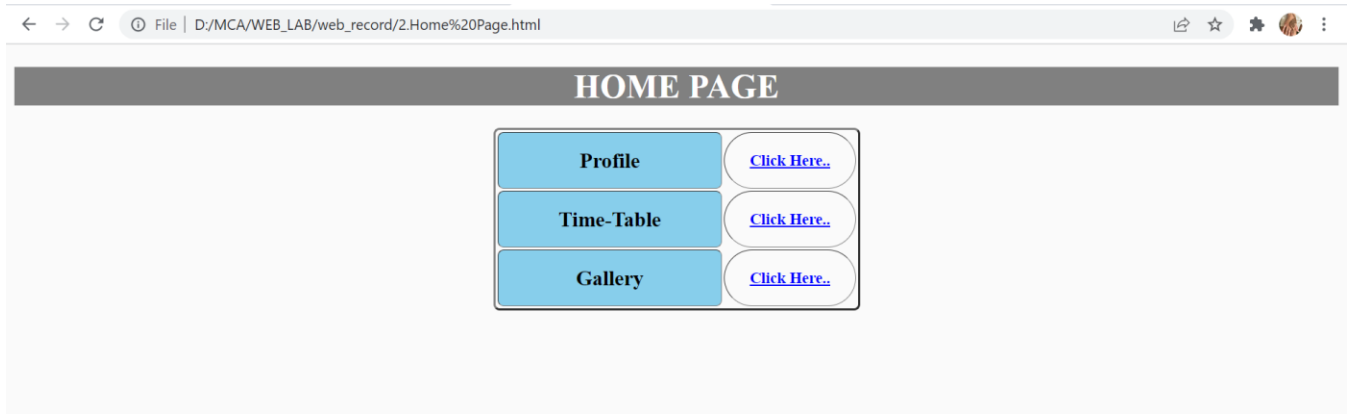 File | D:/MCA/WEB_LAB/web_record/2.Home%20Page.html
HOME PAGE
Profile Click Here..
Time-Table Click Here..
Gallery Click Here..